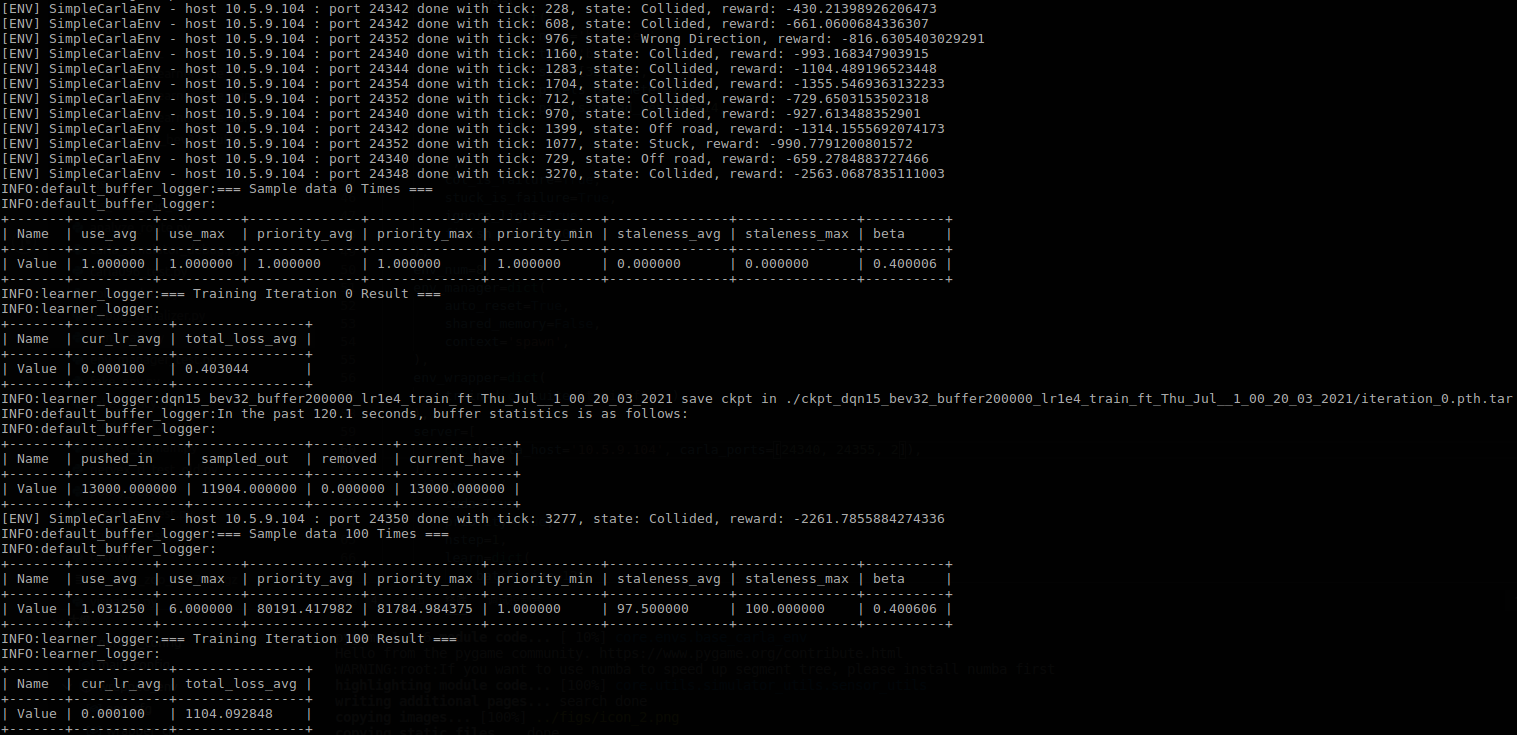 [ENV] SimpleCarlaEnv - host 10.5.9.104 : port 24342 done with tick: 228, state: Collided, reward: -430.21398926206473
[ENV] SimpleCarlaEnv - host 10.5.9.104 : port 24342 done with tick: 608, state: Collided, reward: -661.0600684336307
[ENV] SimpleCarlaEnv - host 10.5.9.104 : port 24352 done with tick: 976, state: Wrong Direction, reward: -816.6305403029291
[ENV] SimpleCarlaEnv - host 10.5.9.104 : port 24340 done with tick: 1160, state: Collided, reward: -993.168347903915
[ENV] SimpleCarlaEnv - host 10.5.9.104 : port 24344 done with tick: 1283, state: Collided, reward: -1104.489196523448
[ENV] SimpleCarlaEnv - host 10.5.9.104 : port 24354 done with tick: 1704, state: Collided, reward: -1355.5469363132233
[ENV] SimpleCarlaEnv - host 10.5.9.104 : port 24352 done with tick: 712, state: Collided, reward: -729.6503153502318
[ENV] SimpleCarlaEnv - host 10.5.9.104 : port 24340 done with tick: 970, state: Collided, reward: -927.613488352901
[ENV] SimpleCarlaEnv - host 10.5.9.104 : port 24342 done with tick: 1399, state: Off road, reward: -1314.1555692074173
[ENV] SimpleCarlaEnv - host 10.5.9.104 : port 24352 done with tick: 1077, state: Stuck, reward: -990.7791200801572
[ENV] SimpleCarlaEnv - host 10.5.9.104 : port 24340 done with tick: 729, state: Off road, reward: -659.2784883727466
[ENV] SimpleCarlaEnv - host 10.5.9.104 : port 24348 done with tick: 3270, state: Collided, reward: -2563.0687835111003
INFO:default_buffer_logger:=== Sample data 0 Times ===
INFO:default_buffer_logger:
+-------+----------+----------+--------------+--------------+--------------+---------------+---------------+----------+
| Name  | use_avg  | use_max  | priority_avg | priority_max | priority_min | staleness_avg | staleness_max | beta     |
+-------+----------+----------+--------------+--------------+--------------+---------------+---------------+----------+
| Value | 1.000000 | 1.000000 | 1.000000     | 1.000000     | 1.000000     | 0.000000      | 0.000000      | 0.400006 |
+-------+----------+----------+--------------+--------------+--------------+---------------+---------------+----------+
INFO:learner_logger:=== Training Iteration 0 Result ===
INFO:learner_logger:
+-------+------------+----------------+
| Name  | cur_lr_avg | total_loss_avg |
+-------+------------+----------------+
| Value | 0.000100   | 0.403044       |
+-------+------------+----------------+
INFO:learner_logger:dqn15_bev32_buffer200000_lr1e4_train_ft_Thu_Jul__1_00_20_03_2021 save ckpt in ./ckpt_dqn15_bev32_buffer200000_lr1e4_train_ft_Thu_Jul__1_00_20_03_2021/iteration_0.pth.tar
INFO:default_buffer_logger:In the past 120.1 seconds, buffer statistics is as follows:
INFO:default_buffer_logger:
+-------+--------------+--------------+----------+--------------+
| Name  | pushed_in    | sampled_out  | removed  | current_have |
+-------+--------------+--------------+----------+--------------+
| Value | 13000.000000 | 11904.000000 | 0.000000 | 13000.000000 |
+-------+--------------+--------------+----------+--------------+
[ENV] SimpleCarlaEnv - host 10.5.9.104 : port 24350 done with tick: 3277, state: Collided, reward: -2261.7855884274336
INFO:default_buffer_logger:=== Sample data 100 Times ===
INFO:default_buffer_logger:
+-------+----------+----------+--------------+--------------+--------------+---------------+---------------+----------+
| Name  | use_avg  | use_max  | priority_avg | priority_max | priority_min | staleness_avg | staleness_max | beta     |
+-------+----------+----------+--------------+--------------+--------------+---------------+---------------+----------+
| Value | 1.031250 | 6.000000 | 80191.417982 | 81784.984375 | 1.000000     | 97.500000     | 100.000000    | 0.400606 |
+-------+----------+----------+--------------+--------------+--------------+---------------+---------------+----------+
INFO:learner_logger:=== Training Iteration 100 Result ===
INFO:learner_logger:
+-------+------------+----------------+
| Name  | cur_lr_avg | total_loss_avg |
+-------+------------+----------------+
| Value | 0.000100   | 1104.092848    |
+-------+------------+----------------+